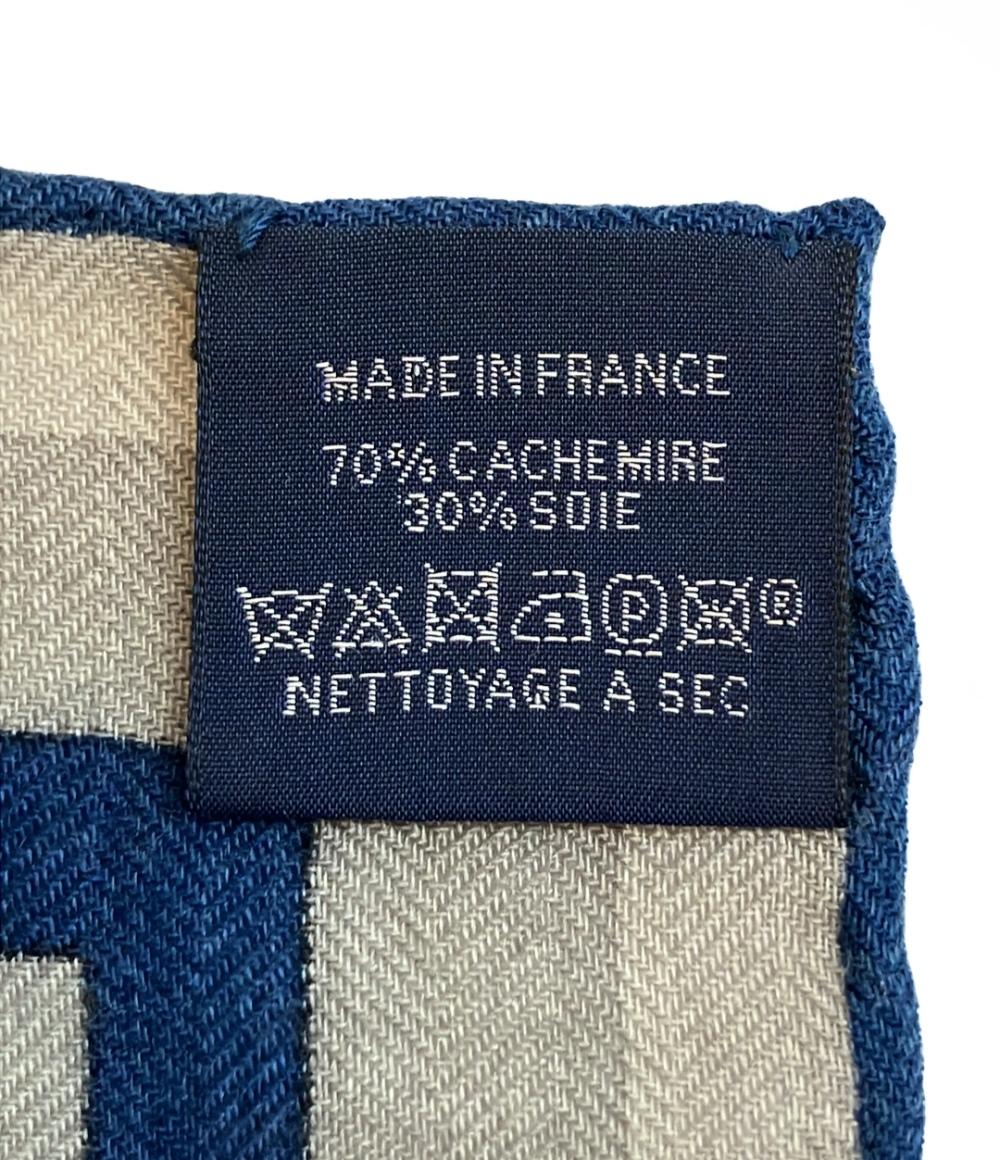 MADE IN FRANCE
70% CACHEMIRE
30% SOIE
P ®
NETTOYAGE A SEC